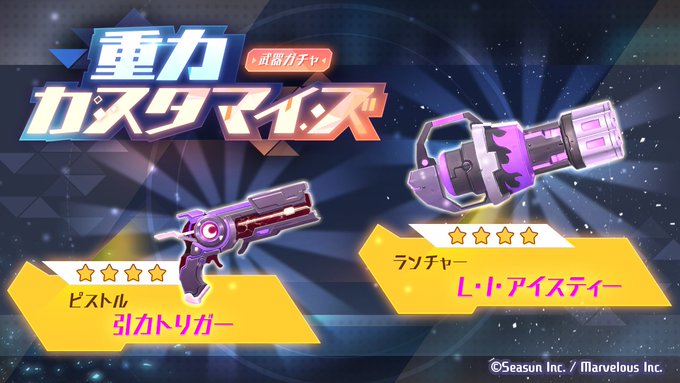 重力
武器ガチャ
カスタマイズ
ランチャー
L・I・アイスティー
ピストル
引力トリガー
©Seasun Inc. / Marvelous Inc.